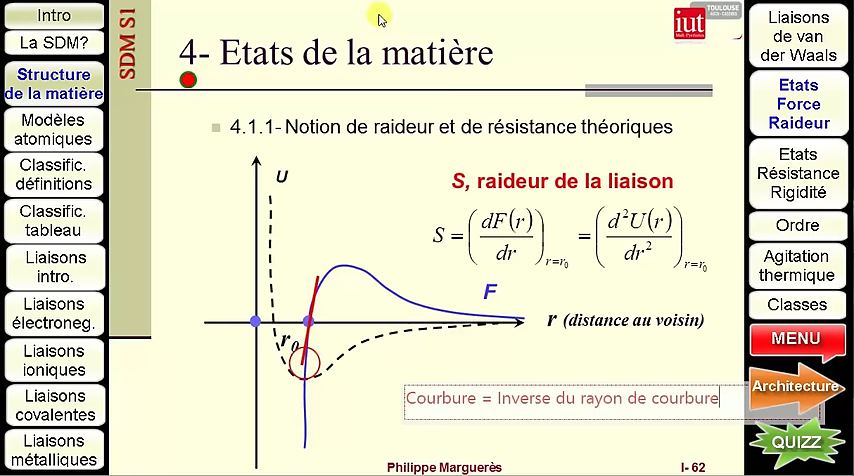 Intro
La SDM?
Structure
de la matière
Modèles
atomiques
Classific.
définitions
Classific.
tableau
Liaisons
intro.
Liaisons
électroneg.
Liaisons
ioniques
Liaisons
covalentes
Liaisons
métalliques
SDM S1
4- Etats de la matière
iut
TOULOUSE
4.1.1- Notion de raideur et de résistance théoriques
U
S, raideur de la liaison
S = (dF(r)/dr)r=r₀ = (d²U(r)/dr²)r=r₀
F
r (distance au voisin)
r₀
Courbure = Inverse du rayon de courbure
Philippe Marguerès
I- 62
Liaisons
de van
der Waals
Etats
Force
Raideur
Etats
Résistance
Rigidité
Ordre
Agitation
thermique
Classes
MENU
Architecture
QUIZZ